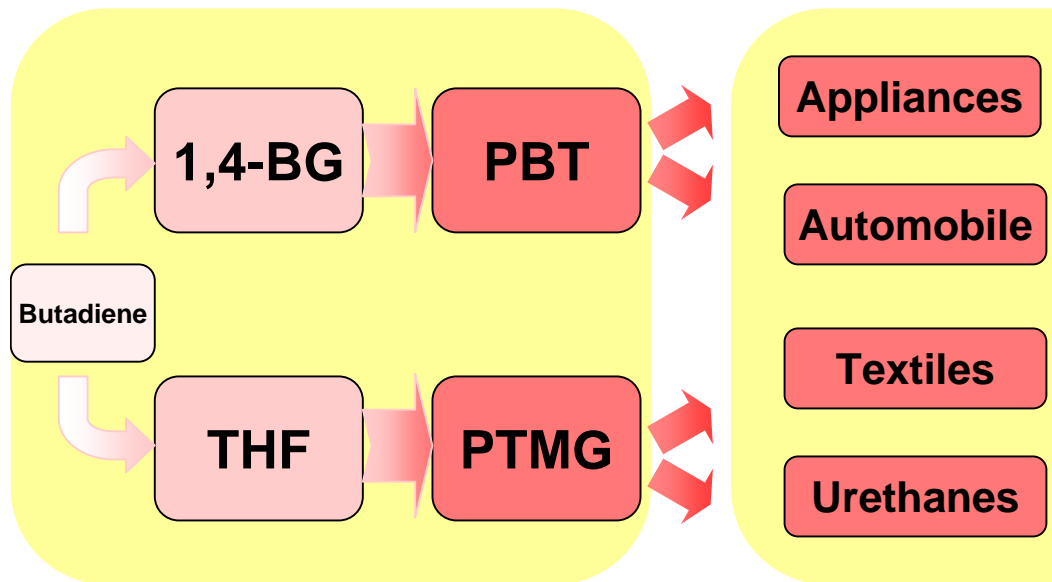 Butadiene
1,4-BG
PBT
THF
PTMG
Appliances
Automobile
Textiles
Urethanes